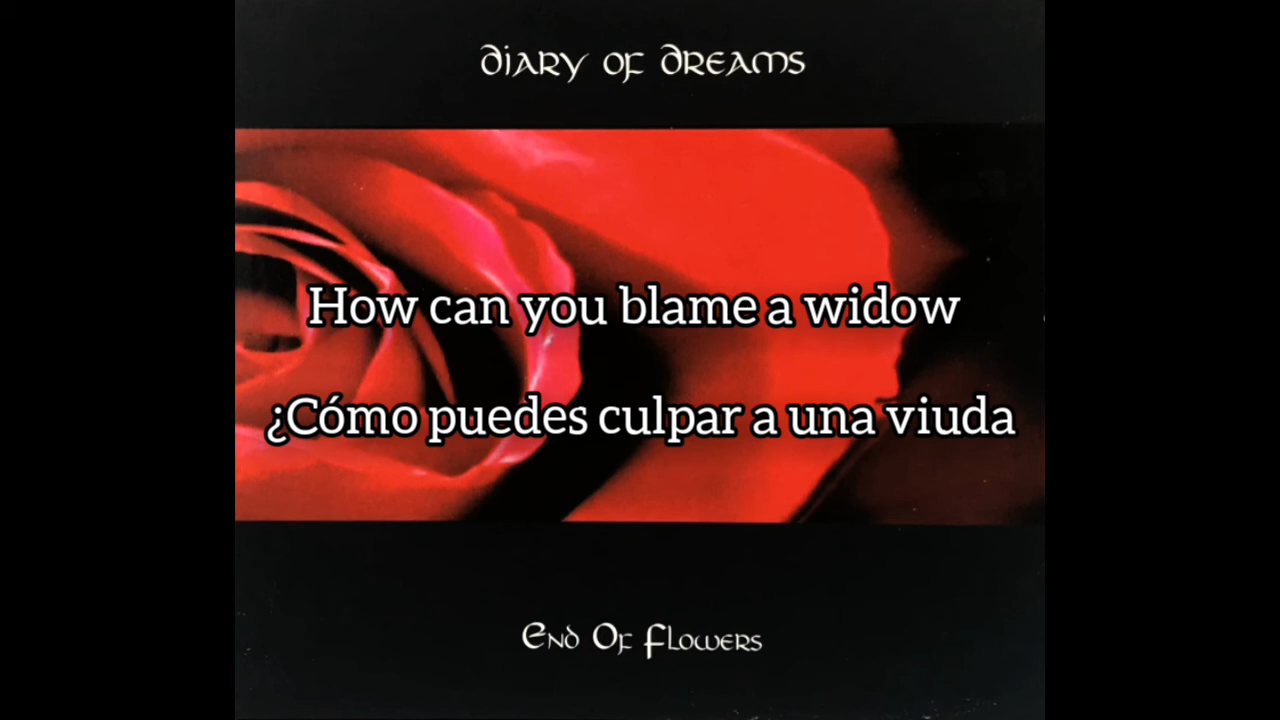 Diary of Dreams
How can you blame a widow
¿Cómo puedes culpar a una viuda
End Of Flowers